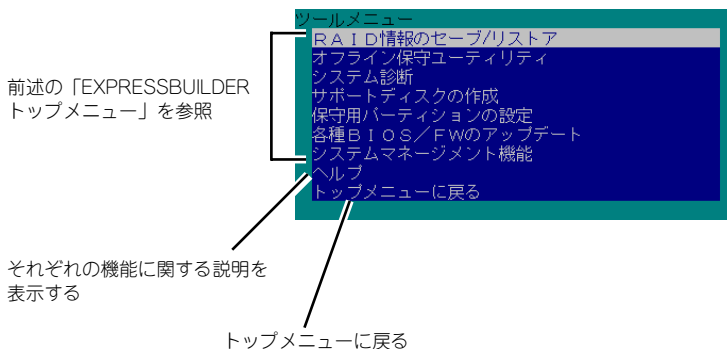 ツールメニュー
ＲＡＩＤ情報のセーブ/リストア
オフライン保守ユーティリティ
システム診断
サポートディスクの作成
保守用パーティションの設定
各種ＢＩＯＳ／ＦＷのアップデート
システムマネージメント機能
ヘルプ
トップメニューに戻る
前述の「EXPRESSBUILDER
トップメニュー」を参照
それぞれの機能に関する説明を
表示する
トップメニューに戻る